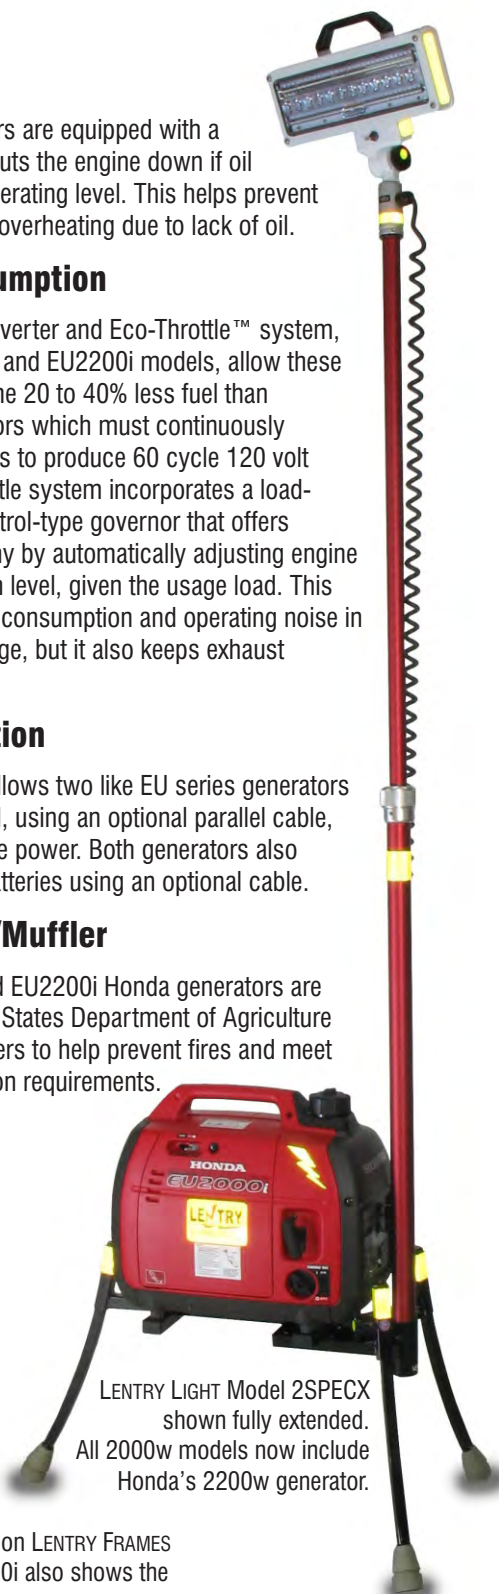 rs are equipped with a
uts the engine down if oil
erating level. This helps prevent
overheating due to lack of oil.
umption
verter and Eco-Throttle™ system,
and EU2200i models, allow these
ne 20 to 40% less fuel than
ors which must continuously
s to produce 60 cycle 120 volt
tle system incorporates a load-
trol-type governor that offers
ny by automatically adjusting engine
n level, given the usage load. This
consumption and operating noise in
ge, but it also keeps exhaust
tion
llows two like EU series generators
l, using an optional parallel cable,
e power. Both generators also
atteries using an optional cable.
/Muffler
d EU2200i Honda generators are
States Department of Agriculture
ers to help prevent fires and meet
on requirements.
HONDA
EU2000i
LENTRY
LENTRY LIGHT Model 2SPECX
shown fully extended.
All 2000w models now include
Honda's 2200w generator.
on LENTRY FRAMES
0i also shows the